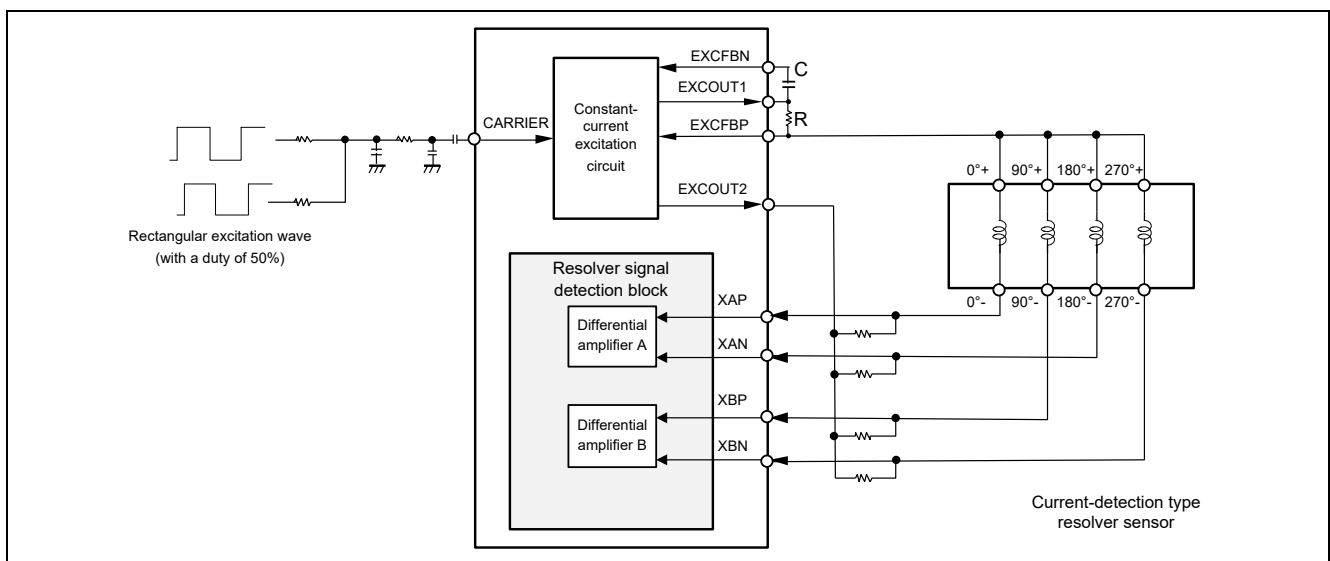 EXCFBN
C
EXCOUT1
R
EXCFBP
CARRIER
Constant-
current
excitation
circuit
EXCOUT2
Rectangular excitation wave
(with a duty of 50%)
0°+ 90°+ 180°+ 270°+
0°- 90°- 180°- 270°-
Resolver signal
detection block
XAP
Differential
amplifier A
XAN
XBP
Differential
amplifier B
XBN
Current-detection type
resolver sensor